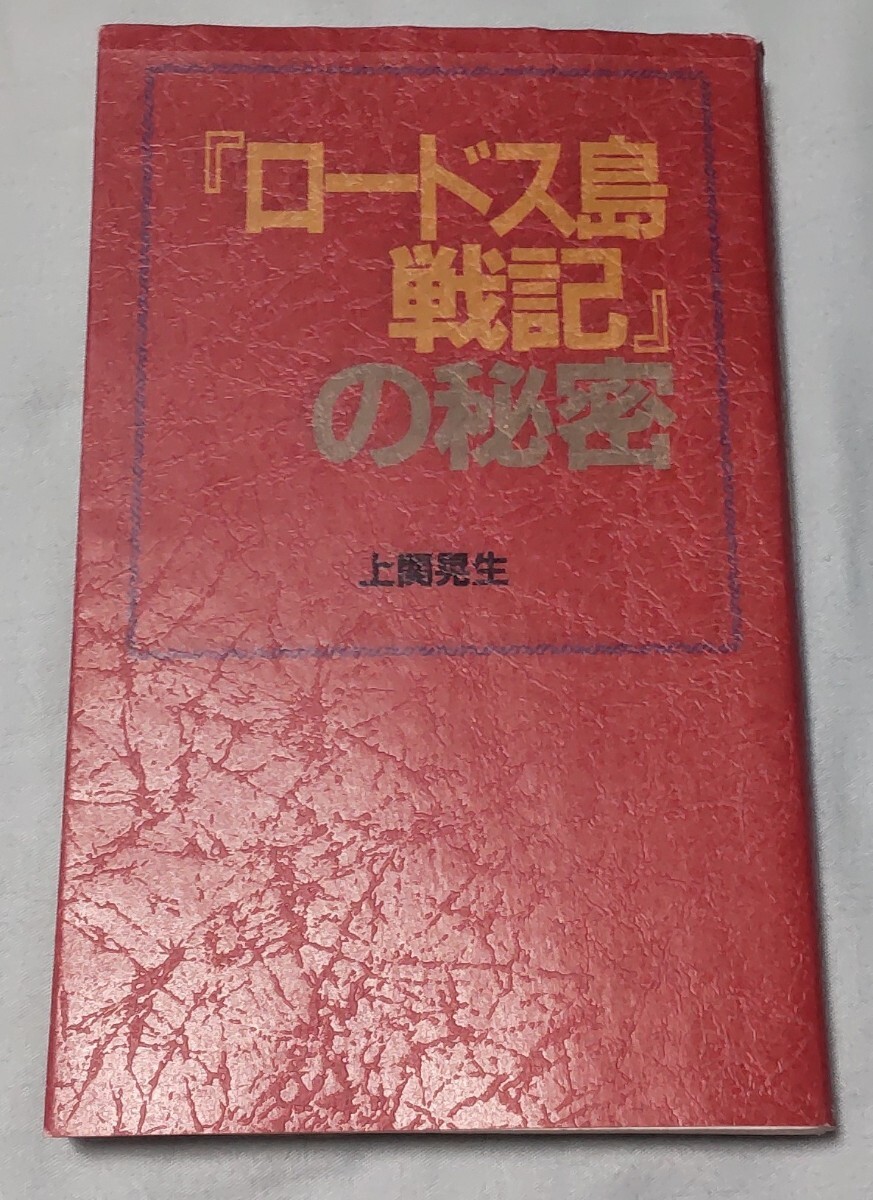 『ロードス島
戦記』
の秘密
上関晃生